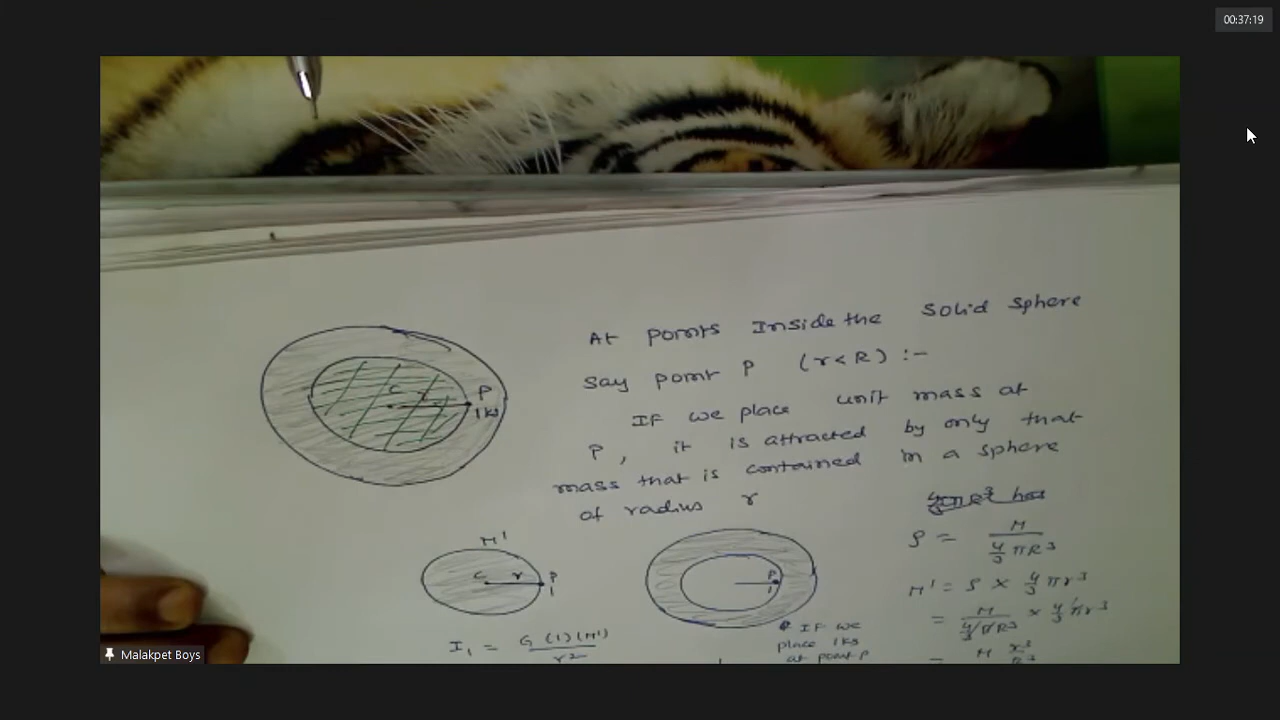 00:37:19
C
P
1kg
At points Inside the Solid Sphere
Say point P (r<R) :-
IF we place unit mass at
P, it is attracted by only that
mass that is contained in a sphere
of radius r
M'
C r P
1
I₁ = G (1)(M')/r²
P
1
IF we
place 1kg
at point P
ρ = M/(4/3 πR³)
M' = ρ × 4/3 πr³
= M/(4/3 πR³) × 4/3 πr³
= M
Malakpet Boys